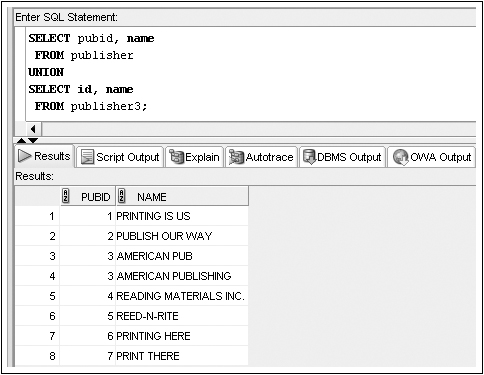 Enter SQL Statement:
SELECT pubid, name
FROM publisher
UNION
SELECT id, name
FROM publisher3;
Results Script Output Explain Autotrace DBMS Output OWA Output
Results:
PUBID NAME
1 1 PRINTING IS US
2 2 PUBLISH OUR WAY
3 3 AMERICAN PUB
4 3 AMERICAN PUBLISHING
5 4 READING MATERIALS INC.
6 5 REED-N-RITE
7 6 PRINTING HERE
8 7 PRINT THERE